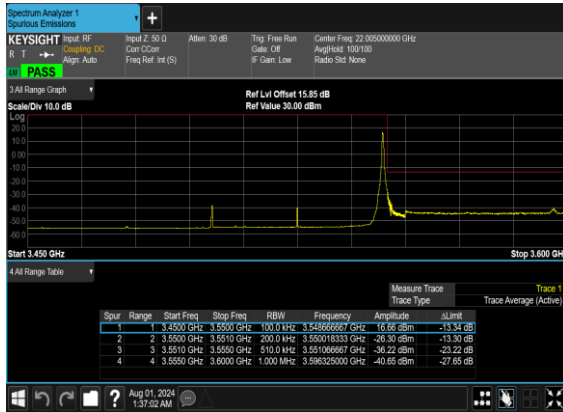 Spectrum Analyzer 1
Spurious Emissions
+
KEYSIGHT Input: RF Input Z: 50 Ω Atten: 30 dB Trig: Free Run Center Freq: 22.005000000 GHz
R T Coupling: DC Corr CCorr Gate: Off Avg|Hold: 100/100
Align: Auto Freq Ref: Int (S) IF Gain: Low Radio Std: None
PASS
3 All Range Graph
Ref Lvl Offset 15.85 dB
Scale/Div 10.0 dB Ref Value 30.00 dBm
Log
20.0
10.0
0.00
-10.0
-20.0
-30.0
-40.0
-50.0
-60.0
Start 3.450 GHz Stop 3.600 GHz
4 All Range Table
Measure Trace Trace 1
Trace Type Trace Average (Active)
Spur Range Start Freq Stop Freq RBW Frequency Amplitude ΔLimit
1 1 3.4500 GHz 3.5500 GHz 100.0 kHz 3.548666667 GHz 16.66 dBm -13.34 dB
2 2 3.5500 GHz 3.5510 GHz 200.0 kHz 3.550018333 GHz -26.30 dBm -13.30 dB
3 3 3.5510 GHz 3.5550 GHz 510.0 kHz 3.551066667 GHz -36.22 dBm -23.22 dB
4 4 3.5550 GHz 3.6000 GHz 1.000 MHz 3.596325000 GHz -40.65 dBm -27.65 dB
? Aug 01, 2024
1:37:02 AM